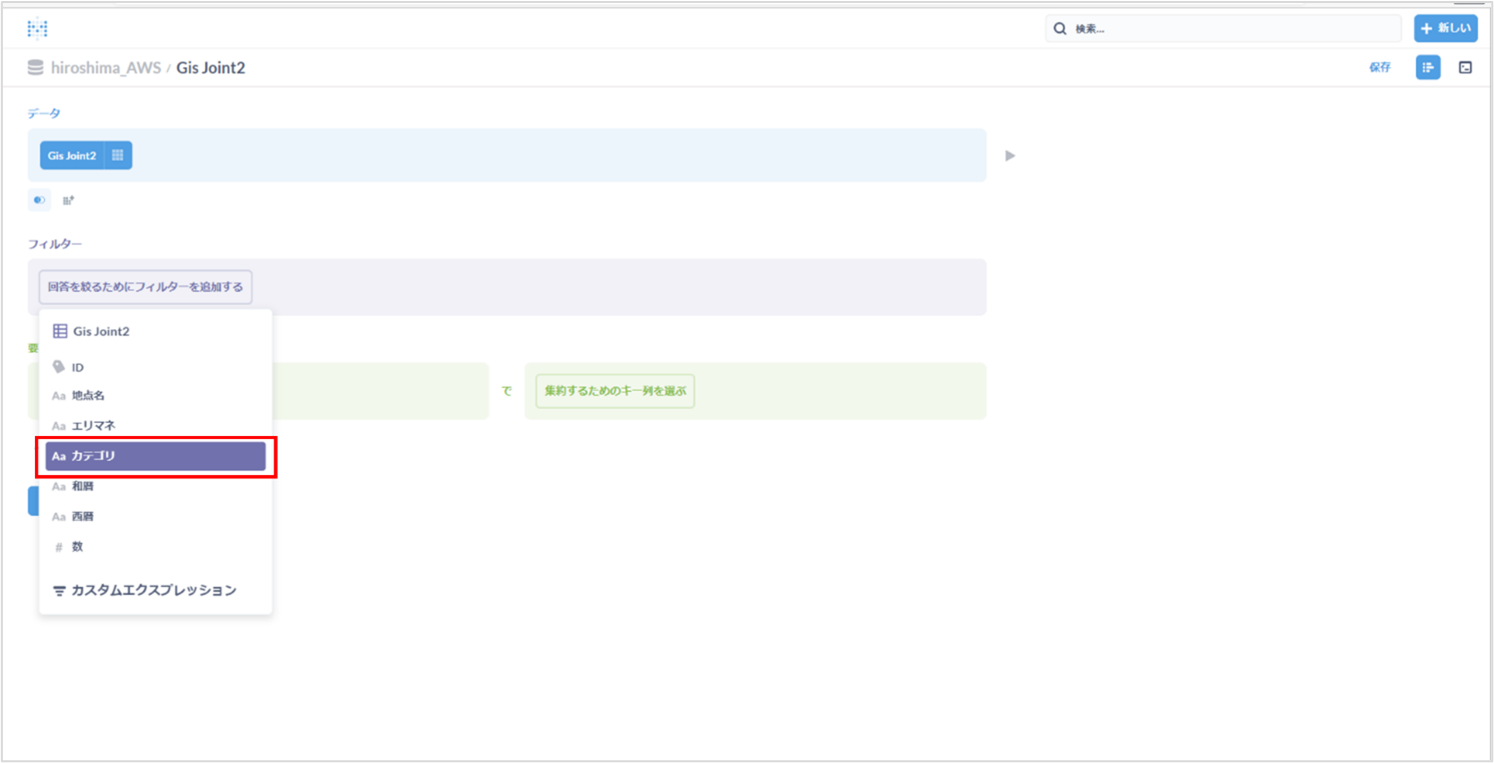 検索...
+ 新しい
hiroshima_AWS / Gis Joint2
保存
データ
Gis Joint2
フィルター
回答を絞るためにフィルターを追加する
Gis Joint2
ID
Aa 地点名
Aa エリマネ
Aa カテゴリ
Aa 和暦
Aa 西暦
# 数
カスタムエクスプレッション
要
で
集約するためのキー列を選ぶ